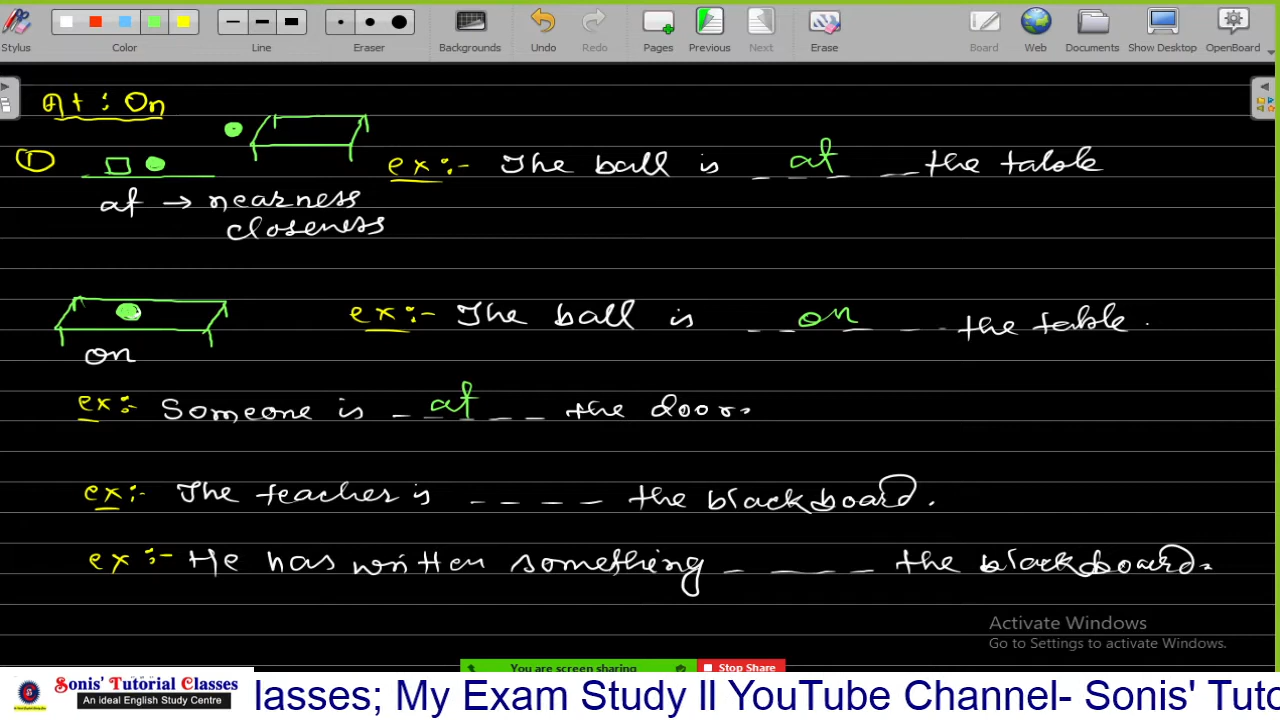 Stylus
Color
Line
Eraser
Backgrounds
Undo
Redo
Pages
Previous
Next
Erase
Board
Web
Documents
Show Desktop
OpenBoard
At : On
① ex:- The ball is _ at _ _ the table
at → nearness
closeness
ex:- The ball is _ _ on _ _ the table.
on
ex:- Someone is _ at _ _ the door.
ex:- The teacher is _ _ _ _ the blackboard.
ex:- He has written something _ _ _ _ the blackboard.
Activate Windows
Go to Settings to activate Windows.
You are screen sharing
Stop Share
Sonis' Tutorial Classes
An ideal English Study Centre
lasses; My Exam Study II YouTube Channel- Sonis' Tuto